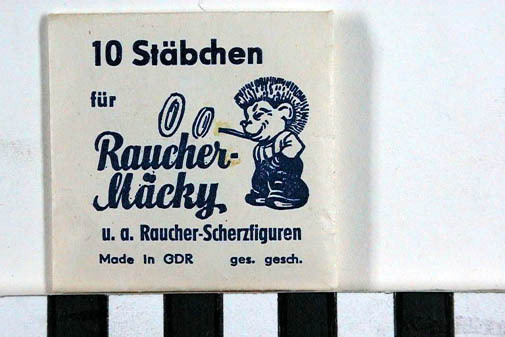 10 Stäbchen
für
Raucher-
Mäcky
u. a. Raucher-Scherzfiguren
Made in GDR ges. gesch.